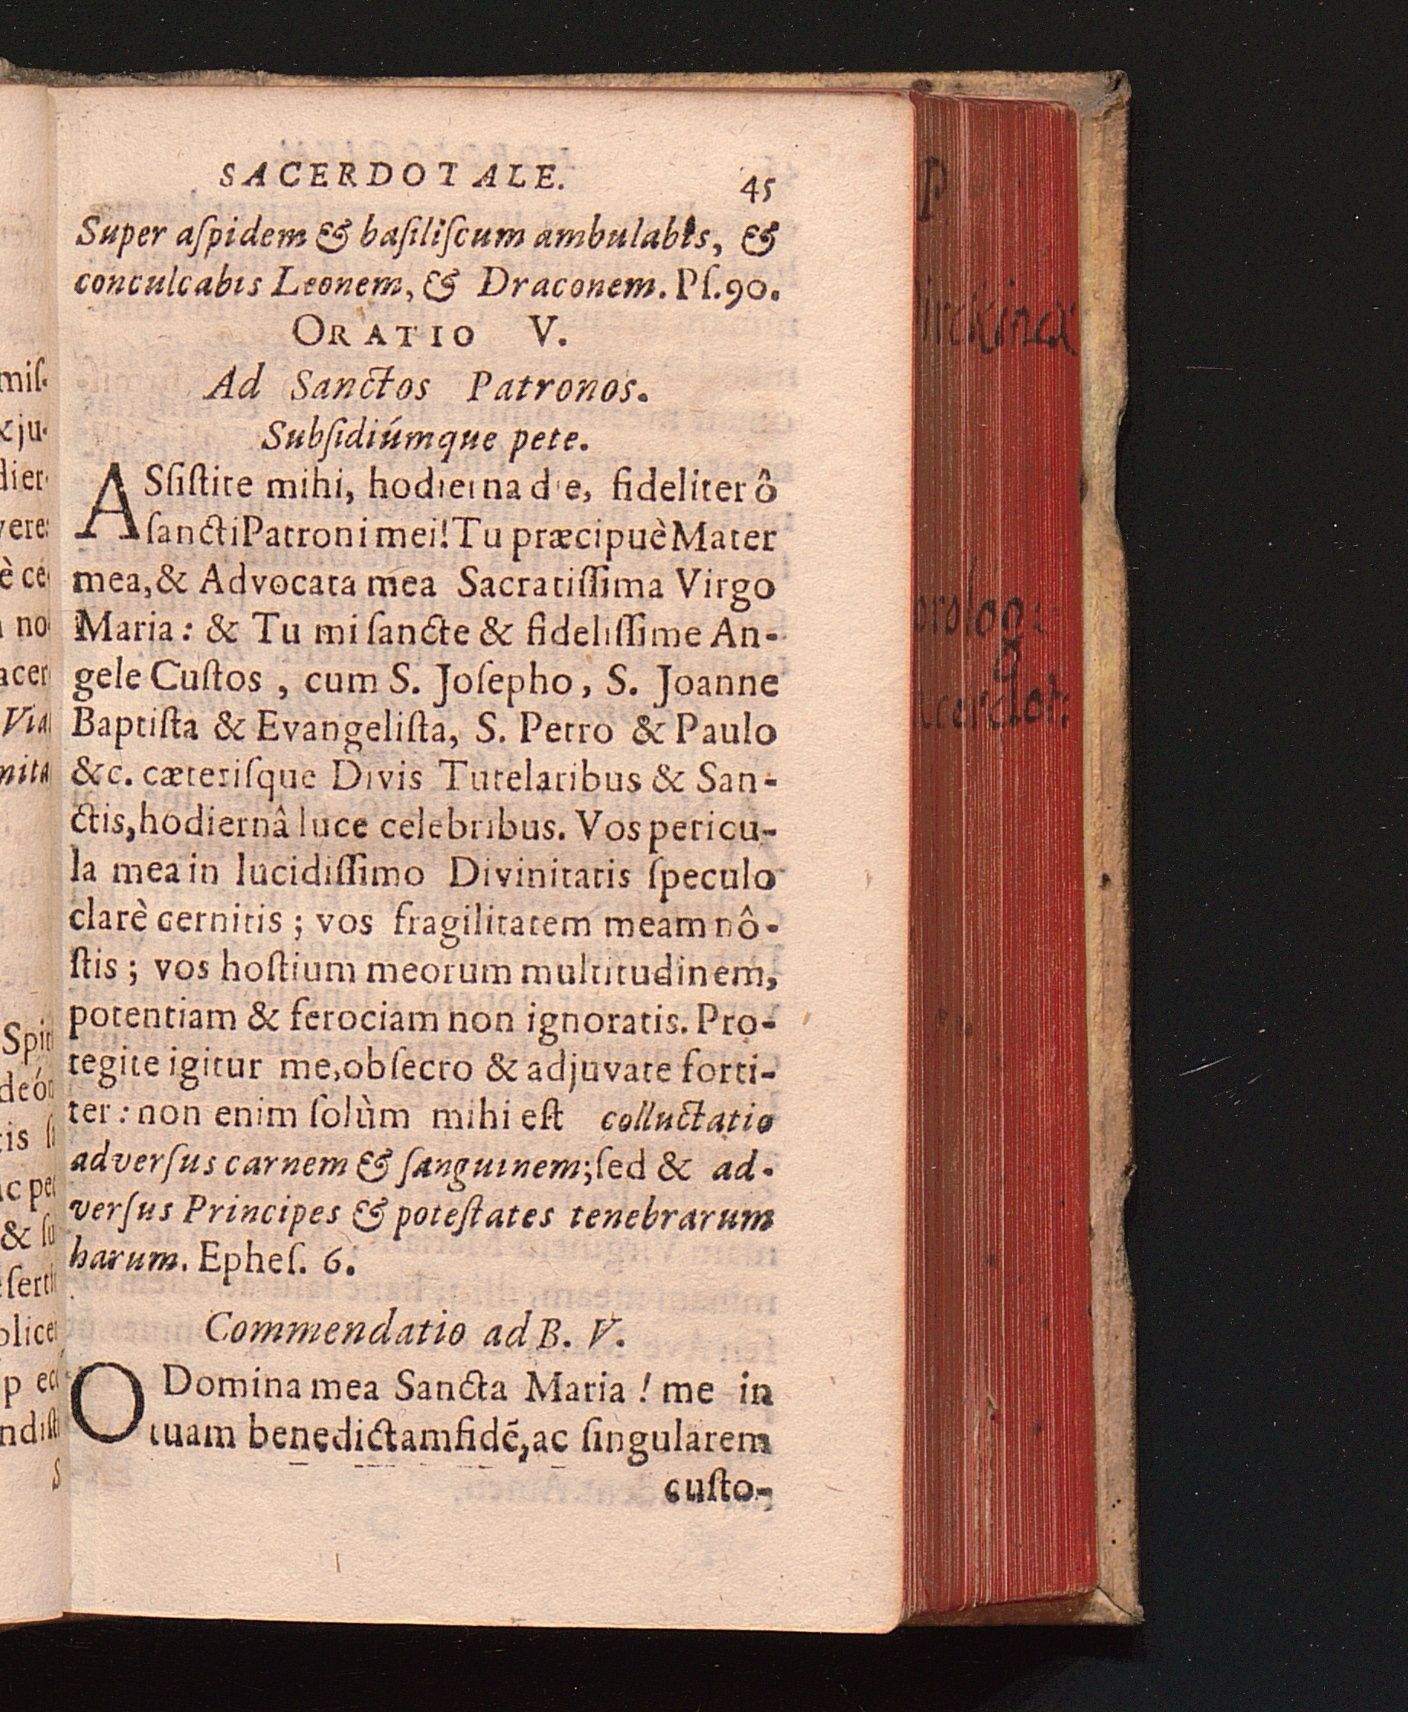 SACERDOTALE. 45
Super aſpidem & baſiliſcum ambulabis, &
conculcabis Leonem, & Draconem. Pſ. 90.
ORATIO V.
Ad Sanctos Patronos.
Subſidiúmque pete.
ASſiſtite mihi, hodierna die, fideliter ô
ſancti Patroni mei! Tu præcipuè Mater
mea, & Advocata mea Sacratiſſima Virgo
Maria: & Tu mi ſancte & fideliſſime An-
gele Cuſtos, cum S. Joſepho, S. Joanne
Baptiſta & Evangeliſta, S. Petro & Paulo
&c. cæteriſque Divis Tutelaribus & San-
ctis, hodiernâ luce celebribus. Vos pericu-
la mea in lucidiſſimo Divinitatis ſpeculo
clarè cernitis; vos fragilitatem meam nô-
ſtis; vos hoſtium meorum multitudinem,
potentiam & ferociam non ignoratis. Pro-
tegite igitur me, obſecro & adjuvate forti-
ter: non enim ſolùm mihi eſt colluctatio
adverſus carnem & ſanguinem; ſed & ad-
verſus Principes & poteſtates tenebrarum
harum. Epheſ. 6.
Commendatio ad B. V.
O Domina mea Sancta Maria! me in
tuam benedictam fidē, ac ſingularem
cuſto-